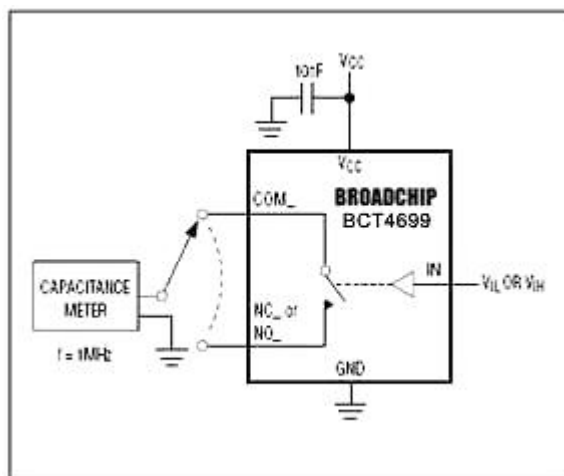 10nF
VCC
VCC
BROADCHIP
BCT4699
COM_
IN
VIL OR VIH
CAPACITANCE
METER
NC_ or
NO_
f = 1MHz
GND